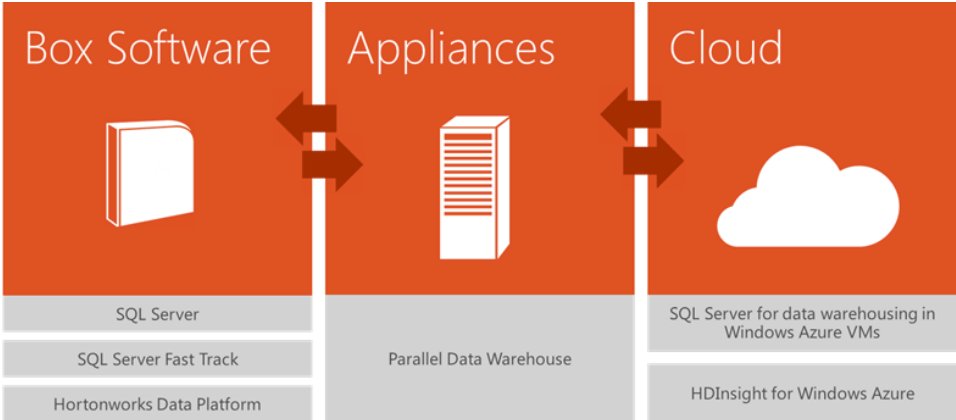 Box Software
Appliances
Cloud
SQL Server
SQL Server Fast Track
Hortonworks Data Platform
Parallel Data Warehouse
SQL Server for data warehousing in
Windows Azure VMs
HDInsight for Windows Azure